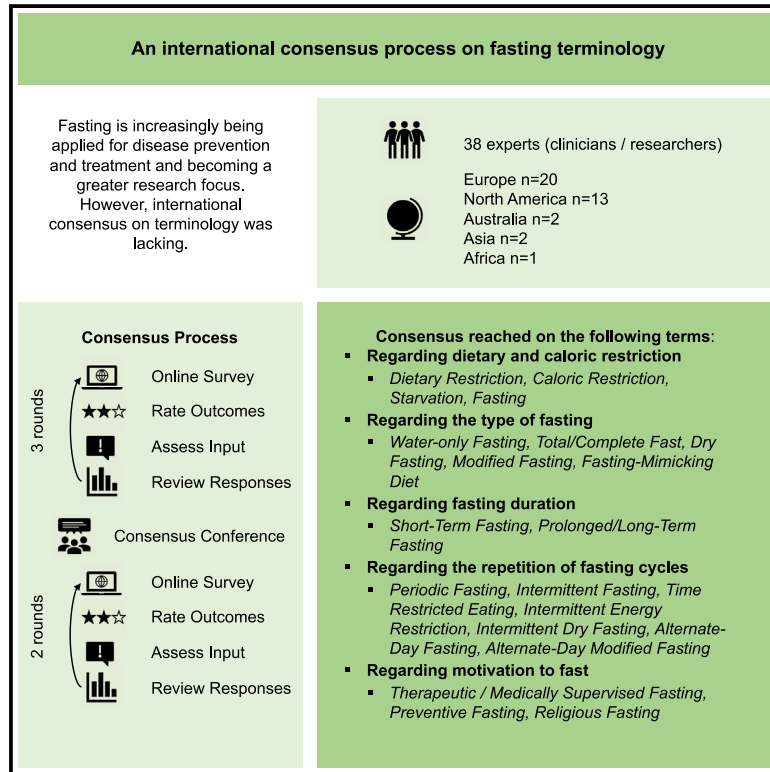 An international consensus process on fasting terminology
Fasting is increasingly being
applied for disease prevention
and treatment and becoming a
greater research focus.
However, international
consensus on terminology was
lacking.
38 experts (clinicians / researchers)
Europe n=20
North America n=13
Australia n=2
Asia n=2
Africa n=1
Consensus Process
3 rounds
Online Survey
Rate Outcomes
Assess Input
Review Responses
Consensus Conference
2 rounds
Online Survey
Rate Outcomes
Assess Input
Review Responses
Consensus reached on the following terms:
▪ Regarding dietary and caloric restriction
▪ Dietary Restriction, Caloric Restriction,
Starvation, Fasting
▪ Regarding the type of fasting
▪ Water-only Fasting, Total/Complete Fast, Dry
Fasting, Modified Fasting, Fasting-Mimicking
Diet
▪ Regarding fasting duration
▪ Short-Term Fasting, Prolonged/Long-Term
Fasting
▪ Regarding the repetition of fasting cycles
▪ Periodic Fasting, Intermittent Fasting, Time
Restricted Eating, Intermittent Energy
Restriction, Intermittent Dry Fasting, Alternate-
Day Fasting, Alternate-Day Modified Fasting
▪ Regarding motivation to fast
▪ Therapeutic / Medically Supervised Fasting,
Preventive Fasting, Religious Fasting